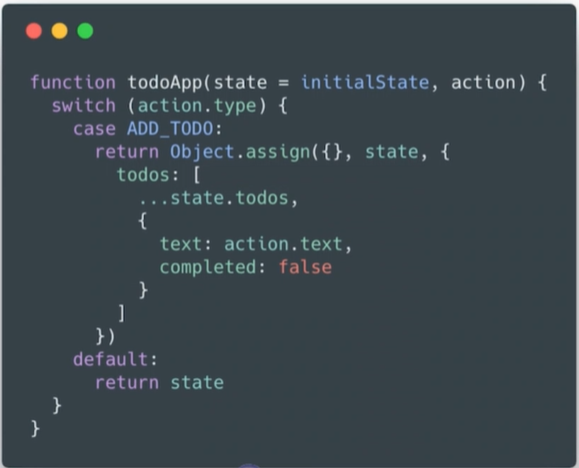 function todoApp(state = initialState, action) {
  switch (action.type) {
    case ADD_TODO:
      return Object.assign({}, state, {
        todos: [
          ...state.todos,
          {
            text: action.text,
            completed: false
          }
        ]
      })
    default:
      return state
  }
}